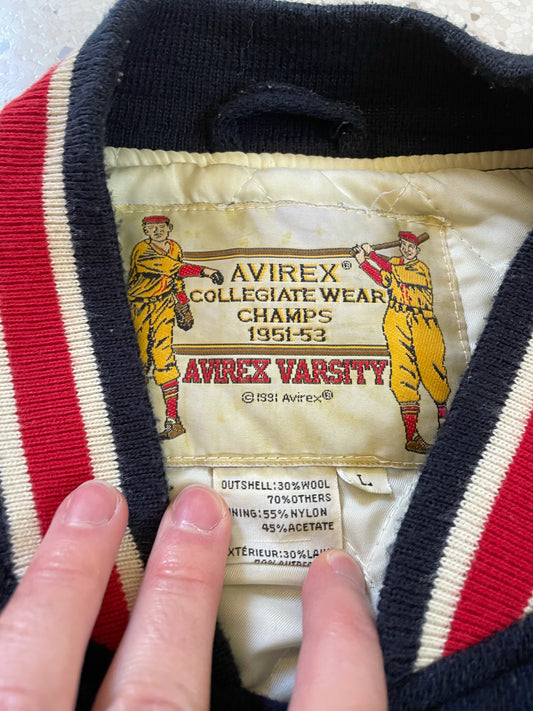 AVIREX®
COLLEGIATE WEAR
CHAMPS
1951-53
AVIREX VARSITY
© 1991 Avirex®
OUTSHELL:30%WOOL
70%OTHERS
NING:55%NYLON
45%ACETATE
XTÉRIEUR:30%LAI
L